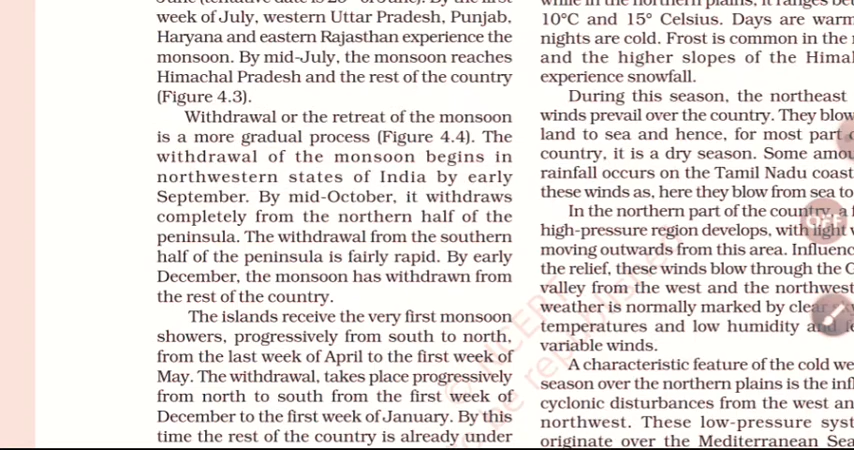 week of July, western Uttar Pradesh, Punjab,
Haryana and eastern Rajasthan experience the
monsoon. By mid-July, the monsoon reaches
Himachal Pradesh and the rest of the country
(Figure 4.3).
Withdrawal or the retreat of the monsoon
is a more gradual process (Figure 4.4). The
withdrawal of the monsoon begins in
northwestern states of India by early
September. By mid-October, it withdraws
completely from the northern half of the
peninsula. The withdrawal from the southern
half of the peninsula is fairly rapid. By early
December, the monsoon has withdrawn from
the rest of the country.
The islands receive the very first monsoon
showers, progressively from south to north,
from the last week of April to the first week of
May. The withdrawal, takes place progressively
from north to south from the first week of
December to the first week of January. By this
time the rest of the country is already under
10°C and 15° Celsius. Days are warm
nights are cold. Frost is common in the
and the higher slopes of the
experience snowfall.
During this season, the northeast
winds prevail over the country. They blow
land to sea and hence, for most part
country, it is a dry season. Some
rainfall occurs on the Tamil Nadu coast
these winds as, here they blow from sea to
In the northern part of the country, a
high-pressure region develops, with light
moving outwards from this area.
the relief, these winds blow through the
valley from the west and the northwest
weather is normally marked by clear
temperatures and low humidity and
variable winds.
A characteristic feature of the cold
season over the northern plains is the
cyclonic disturbances from the west
northwest. These low-pressure
originate over the Mediterranean Sea
OFF
© NCERT